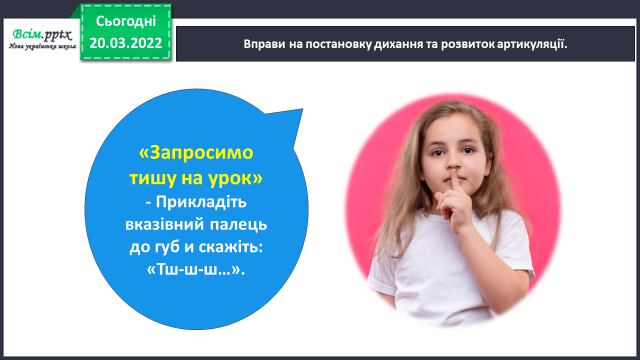 Всім.pptx
Нова українська школа
Сьогодні
20.03.2022
Вправи на постановку дихання та розвиток артикуляції.
«Запросимо
тишу на урок»
- Прикладіть
вказівний палець
до губ и скажіть:
«Тш-ш-ш…».